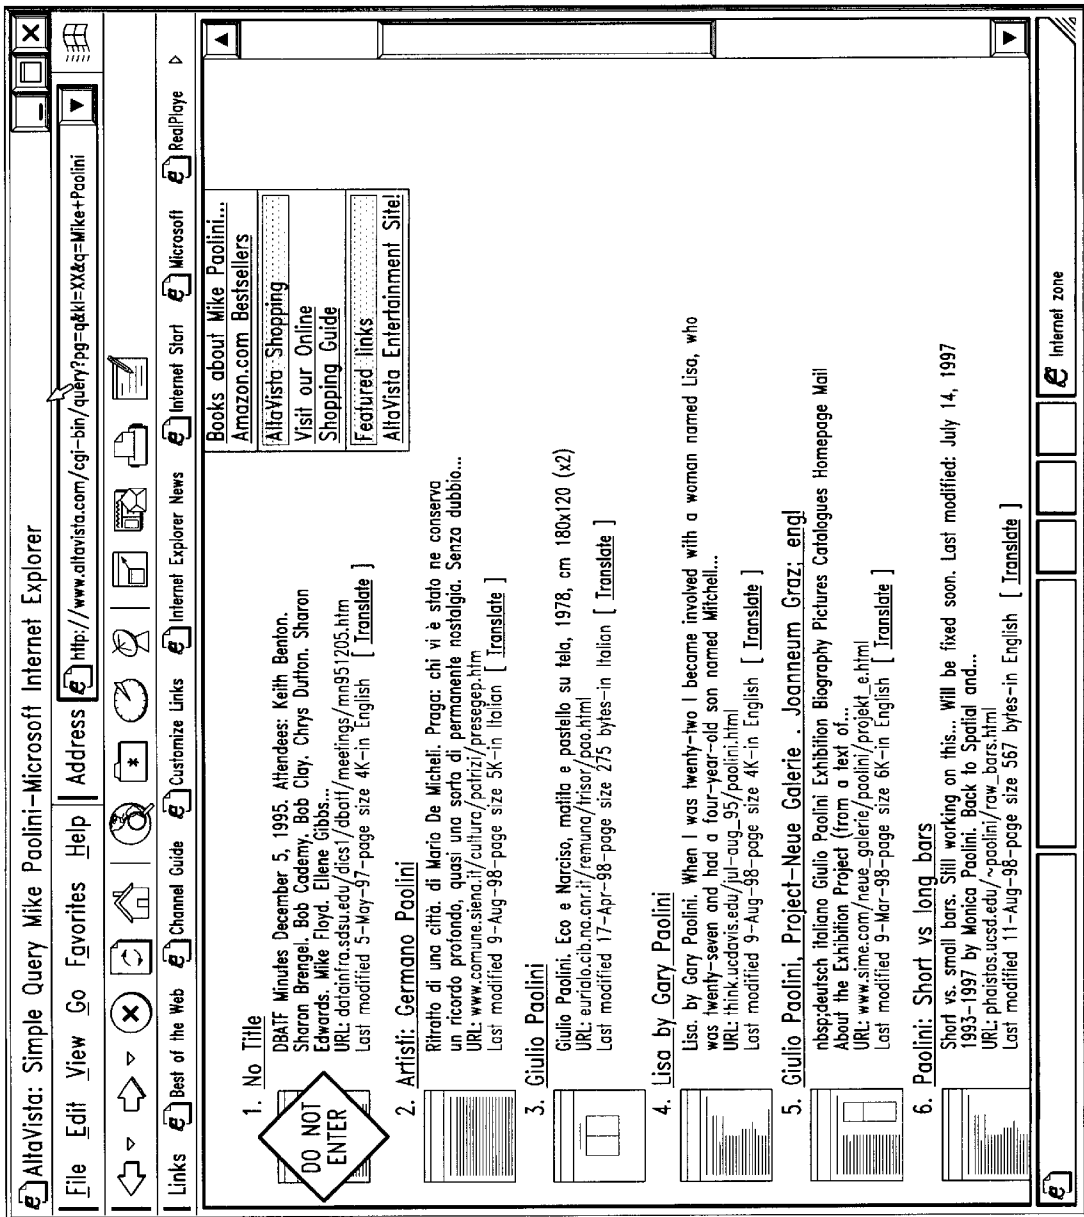 AltaVista: Simple Query Mike Paolini-Microsoft Internet Explorer
File Edit View Go Favorites Help Address http://www.altavista.com/cgi-bin/query?pg=q&kl=XX&q=Mike+Paolini
Links Best of the Web Channel Guide Customize Links Internet Explorer News Internet Start Microsoft RealPlaye
Books about Mike Paolini...
Amazon.com Bestsellers
AltaVista Shopping
Visit our Online
Shopping Guide
Featured links
AltaVista Entertainment Site!
1. No Title
DO NOT
ENTER
DBATF Minutes December 5, 1995. Attendees: Keith Benton.
Sharon Brengel. Bob Cademy, Bob Clay. Chrys Dutton. Sharon
Edwards. Mike Floyd. Ellene Gibbs...
URL: datainfra.sdsu.edu/dics1/dbatf/meetings/mn951205.htm
Last modified 5-May-97-page size 4K-in English [ Translate ]
2. Artisti: Germano Paolini
Ritratto di una città. di Mario De Micheli. Praga: chi vi è stato ne conserva
un ricordo profondo, quasi una sorta di permanente nostalgia. Senza dubbio...
URL: www.comune.siena.it/cultura/patrizi/presegep.htm
Last modified 9-Aug-98-page size 5K-in Italian [ Translate ]
3. Giulio Paolini
Giulio Paolini. Eco e Narciso, matita e pastello su tela, 1978, cm 180x120 (x2)
URL: eurialo.cib.na.cnr.it/remuna/trisor/pao.html
Last modified 17-Apr-98-page size 275 bytes-in Italian [ Translate ]
4. Lisa by Gary Paolini
Lisa. by Gary Paolini. When I was twenty-two I became involved with a woman named Lisa, who
was twenty-seven and had a four-year-old son named Mitchell...
URL: think.ucdavis.edu/jul-aug_95/paolini.html
Last modified 9-Aug-98-page size 4K-in English [ Translate ]
5. Giulio Paolini, Project-Neue Galerie . Joanneum Graz; engl
nbsp;deutsch italiano Giulio Paolini Exhibition Biography Pictures Catalogues Homepage Mail
About the Exhibition Project (from a text of...
URL: www.sime.com/neue_galerie/paolini/projekt_e.html
Last modified 9-Mar-98-page size 6K-in English [ Translate ]
6. Paolini: Short vs long bars
Short vs. small bars. Still working on this... Will be fixed soon. Last modified: July 14, 1997
1993-1997 by Monica Paolini. Back to Spatial and...
URL: phaistos.ucsd.edu/~paolini/raw_bars.html
Last modified 11-Aug-98-page size 567 bytes-in English [ Translate ]
Internet zone